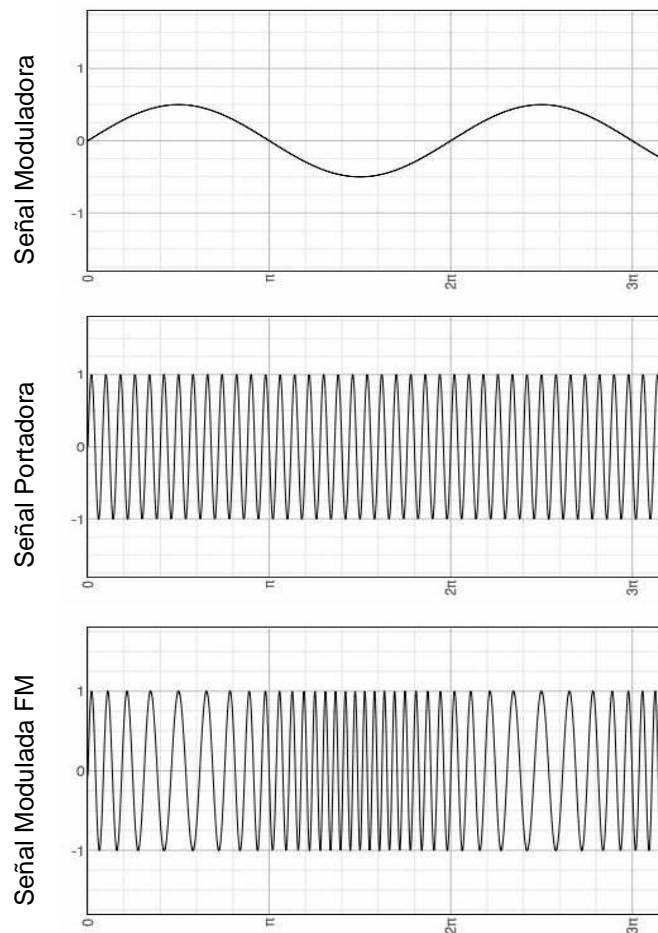 Señal Moduladora
1
0
-1
0
π
2π
3π
Señal Portadora
1
0
-1
0
π
2π
3π
Señal Modulada FM
1
0
-1
0
π
2π
3π